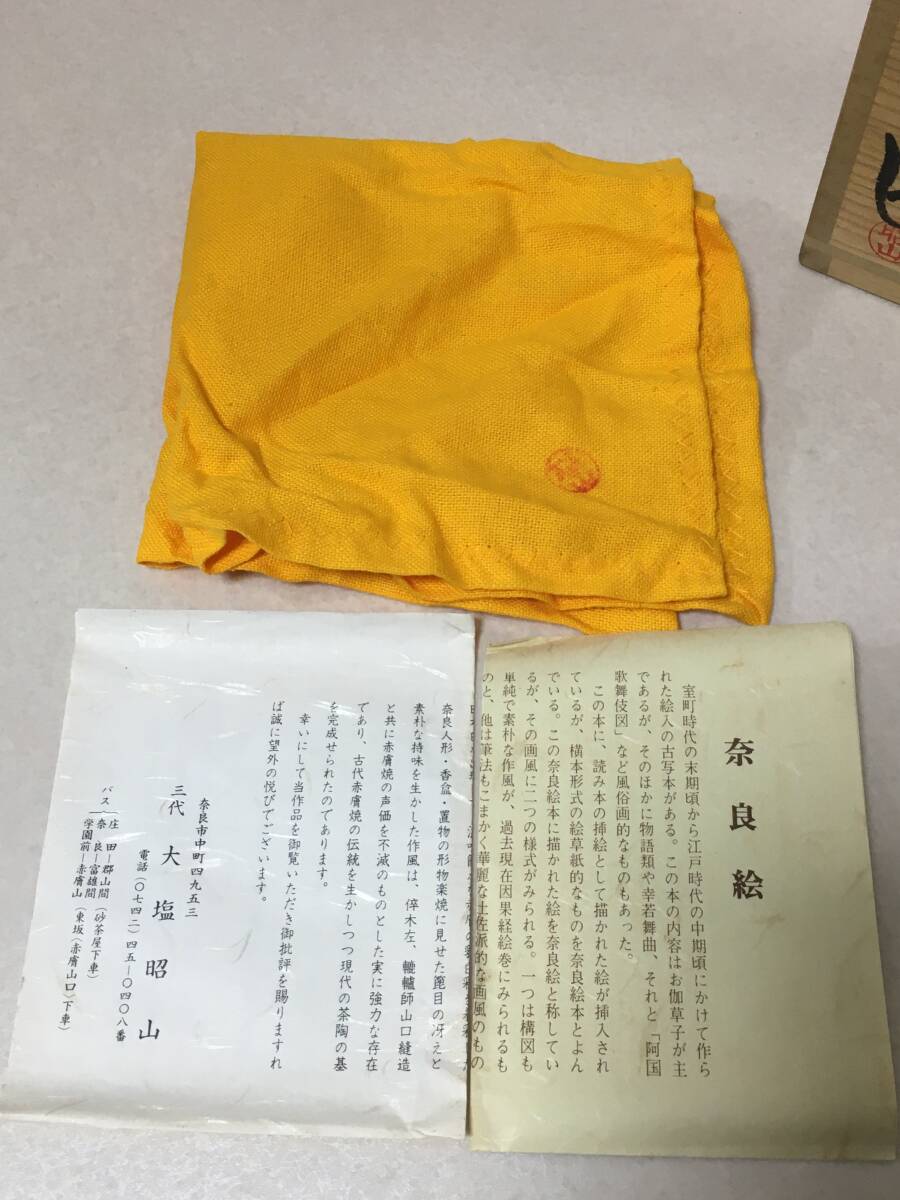 奈良絵
室町時代の末期頃から江戸時代の中期頃にかけて作ら
れた絵入の古写本がある。この本の内容はお伽草子が主
であるが、そのほかに物語類や幸若舞曲、それと「阿国
歌舞伎図」など風俗画的なものもあった。
この本に、読み本の挿絵として描かれた絵が挿入され
ているが、横本形式の絵草紙的なものを奈良絵本とよん
でいる。この奈良絵本に描かれた絵を奈良絵と称してい
るが、その画風に二つの様式がみられる。一つは構図も
単純で素朴な作風が、過去現在因果経絵巻にみられるも
のと、他は筆法もこまかく華麗な土佐派的な画風のもの
奈良人形・香盆・置物の形物楽焼に見せた箆目の冴えと
素朴な持味を生かした作風は、倅木左、轆轤師山口縫造
と共に赤膚焼の声価を不滅のものとした実に強力な存在
であり、古代赤膚焼の伝統を生かしつつ現代の茶陶の基
を完成せられたのであります。
幸いにして当作品を御覧いただき御批評を賜りますれ
ば誠に望外の悦びでございます。
奈良市中町四九五三
三代 大塩昭山
電話(〇七四二)四五―〇四〇八番
バス
庄田―郡山間(砂茶屋下車)
奈良―富雄間
学園前―赤膚山(東坂(赤膚山口)下車)